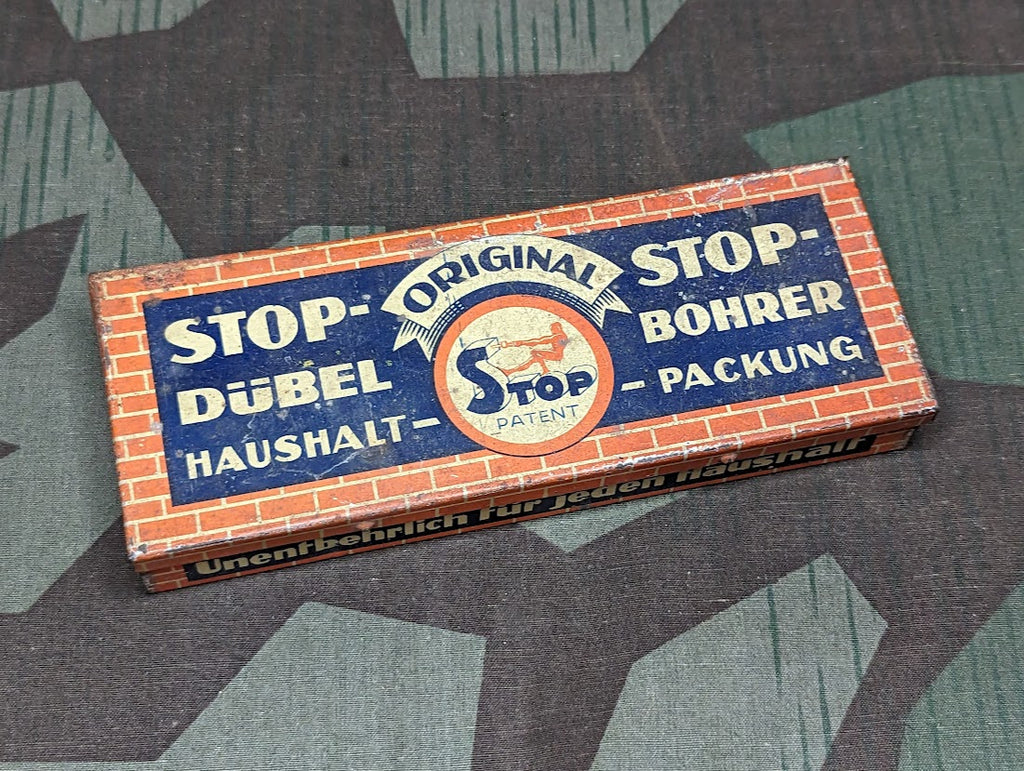 ORIGINAL
STOP-
DÜBEL
HAUSHALT-
STOP
PATENT
STOP-
BOHRER
-PACKUNG
Unentbehrlich für jeden Haushalt